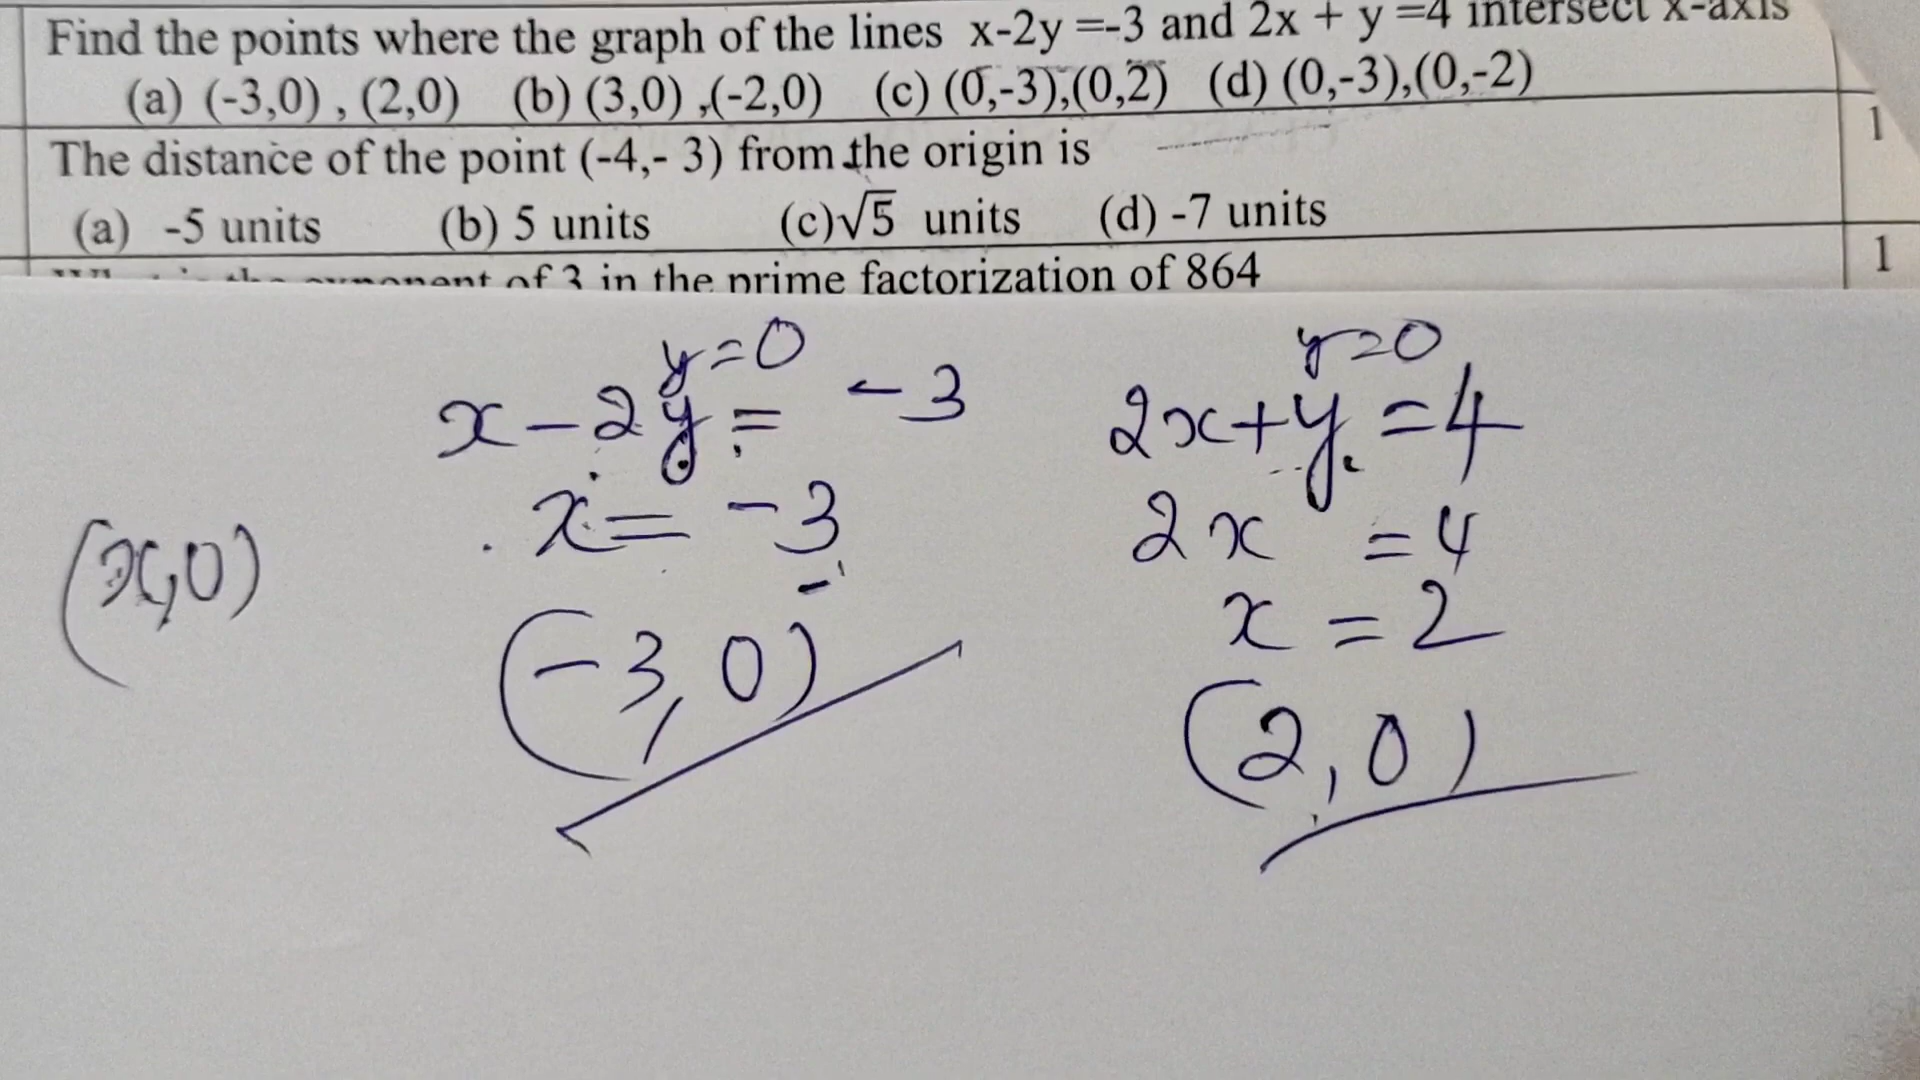 Find the points where the graph of the lines x-2y =-3 and 2x + y =4 intersect x-axis
(a) (-3,0) , (2,0) (b) (3,0) ,(-2,0) (c) (0,-3),(0,2) (d) (0,-3),(0,-2)
1
The distance of the point (-4,- 3) from the origin is
(a) -5 units (b) 5 units (c)√5 units (d) -7 units
1
the exponent of 3 in the prime factorization of 864
y=0
x-2y= -3
x= -3
(x,0)
(-3,0)
y=0
2x+y=4
2x =4
x =2
(2,0)